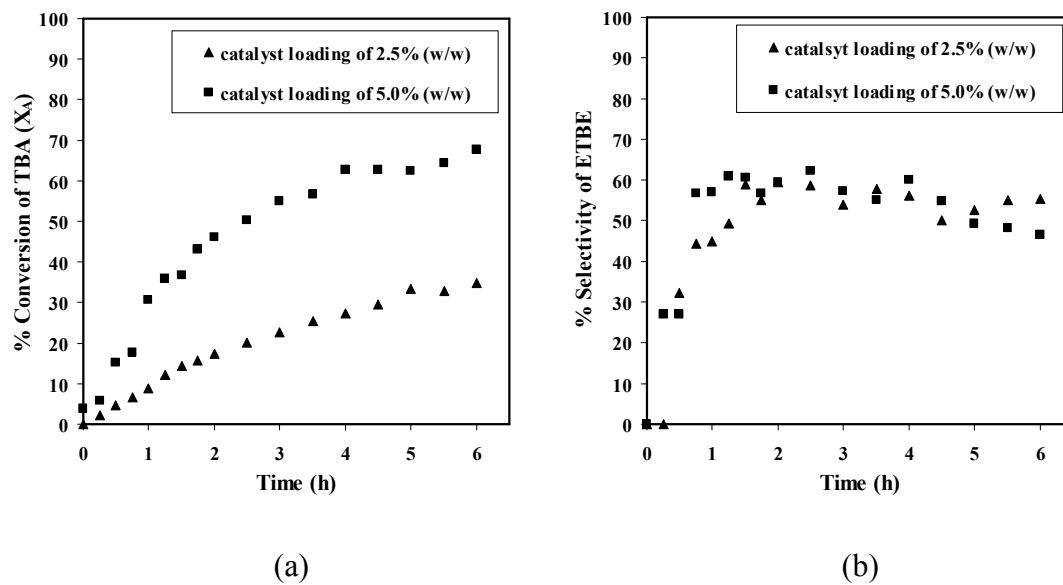 100
90
80
70
60
50
40
30
20
10
0
% Conversion of TBA (XA)
catalyst loading of 2.5% (w/w)
catalyst loading of 5.0% (w/w)
0 1 2 3 4 5 6
Time (h)
(a)
100
90
80
70
60
50
40
30
20
10
0
% Selectivity of ETBE
catalsyt loading of 2.5% (w/w)
catalsyt loading of 5.0% (w/w)
0 1 2 3 4 5 6
Time (h)
(b)